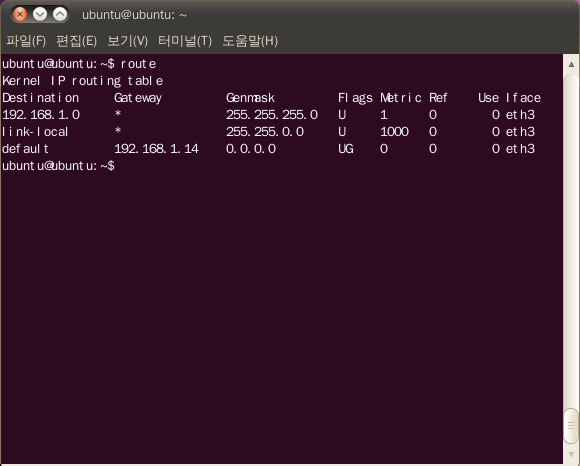 ubuntu@ubuntu: ~
파일(F) 편집(E) 보기(V) 터미널(T) 도움말(H)
ubuntu@ubuntu:~$ route
Kernel IP routing table
Destination Gateway Genmask Flags Metric Ref Use Iface
192.168.1.0 * 255.255.255.0 U 1 0 0 eth3
link-local * 255.255.0.0 U 1000 0 0 eth3
default 192.168.1.14 0.0.0.0 UG 0 0 0 eth3
ubuntu@ubuntu:~$